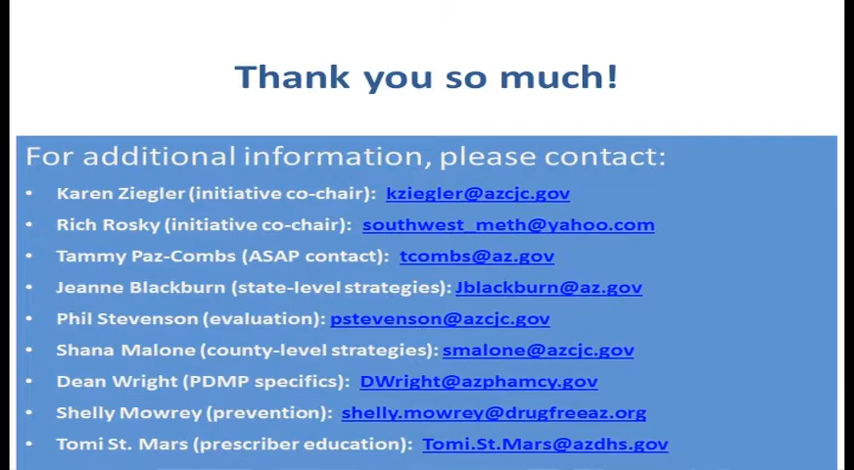 Thank you so much!
For additional information, please contact:
• Karen Ziegler (initiative co-chair): kziegler@azcjc.gov
• Rich Rosky (initiative co-chair): southwest_meth@yahoo.com
• Tammy Paz-Combs (ASAP contact): tcombs@az.gov
• Jeanne Blackburn (state-level strategies): Jblackburn@az.gov
• Phil Stevenson (evaluation): pstevenson@azcjc.gov
• Shana Malone (county-level strategies): smalone@azcjc.gov
• Dean Wright (PDMP specifics): DWright@azphamcy.gov
• Shelly Mowrey (prevention): shelly.mowrey@drugfreeaz.org
• Tomi St. Mars (prescriber education): Tomi.St.Mars@azdhs.gov